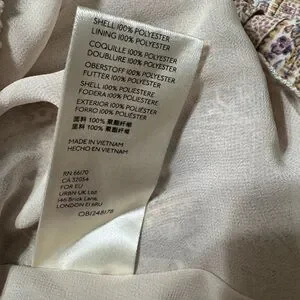 SHELL 100% POLYESTER
LINING 100% POLYESTER
COQUILLE 100% POLYESTER
DOUBLURE 100% POLYESTER
OBERSTOFF 100% POLYESTER
FUTTER 100% POLYESTER
SHELL 100% POLIESTERE
FODERA 100% POLIESTERE
EXTERIOR 100% POLIÉSTER
FORRO 100% POLIÉSTER
面料 100% 聚酯纤维
里料 100% 聚酯纤维
MADE IN VIETNAM
HECHO EN VIETNAM
RN 66170
CA 32054
FOR EU
URBN UK Ltd
146 Brick Lane,
LONDON E1 6RU
OB1248178